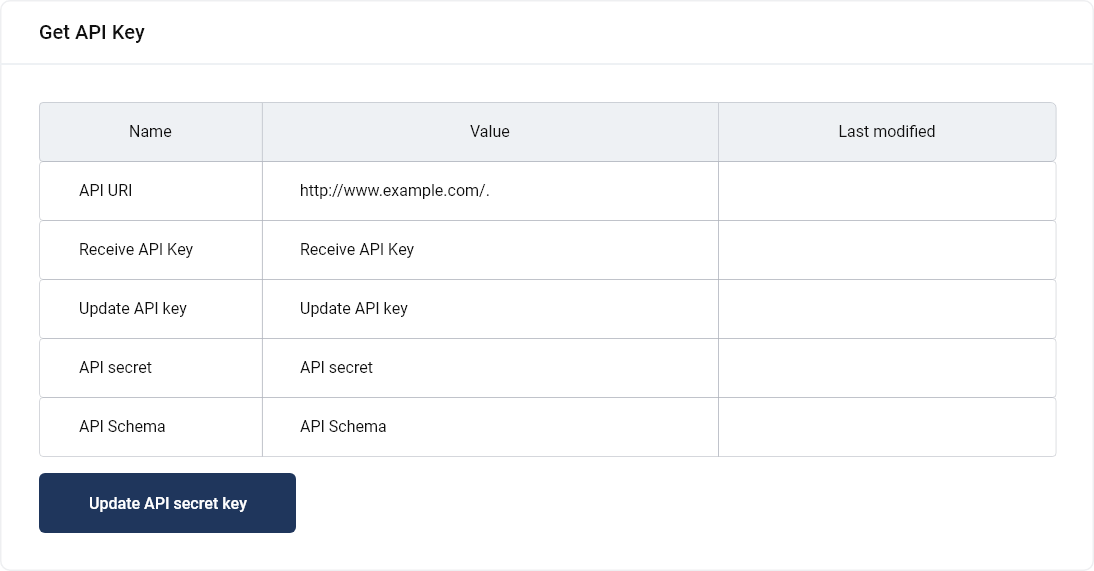 Get API Key
Name Value Last modified
API URI http://www.example.com/.
Receive API Key Receive API Key
Update API key Update API key
API secret API secret
API Schema API Schema
Update API secret key